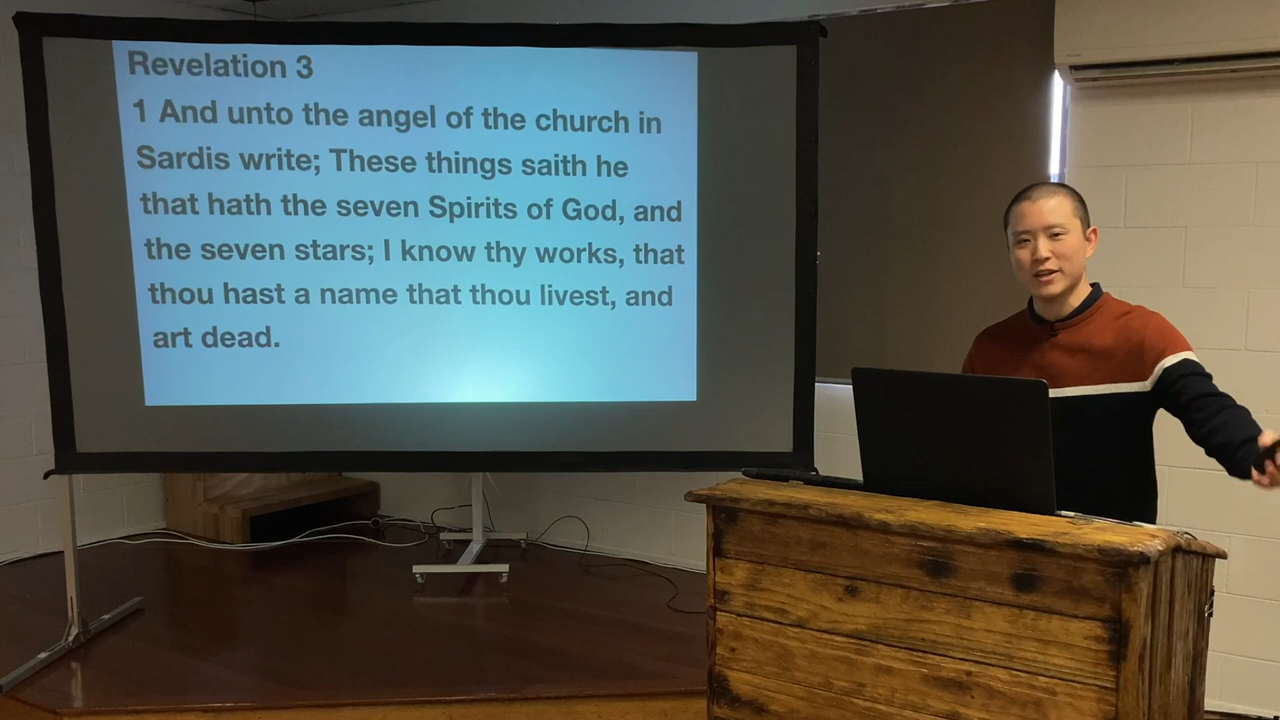 Revelation 3
1 And unto the angel of the church in
Sardis write; These things saith he
that hath the seven Spirits of God, and
the seven stars; I know thy works, that
thou hast a name that thou livest, and
art dead.